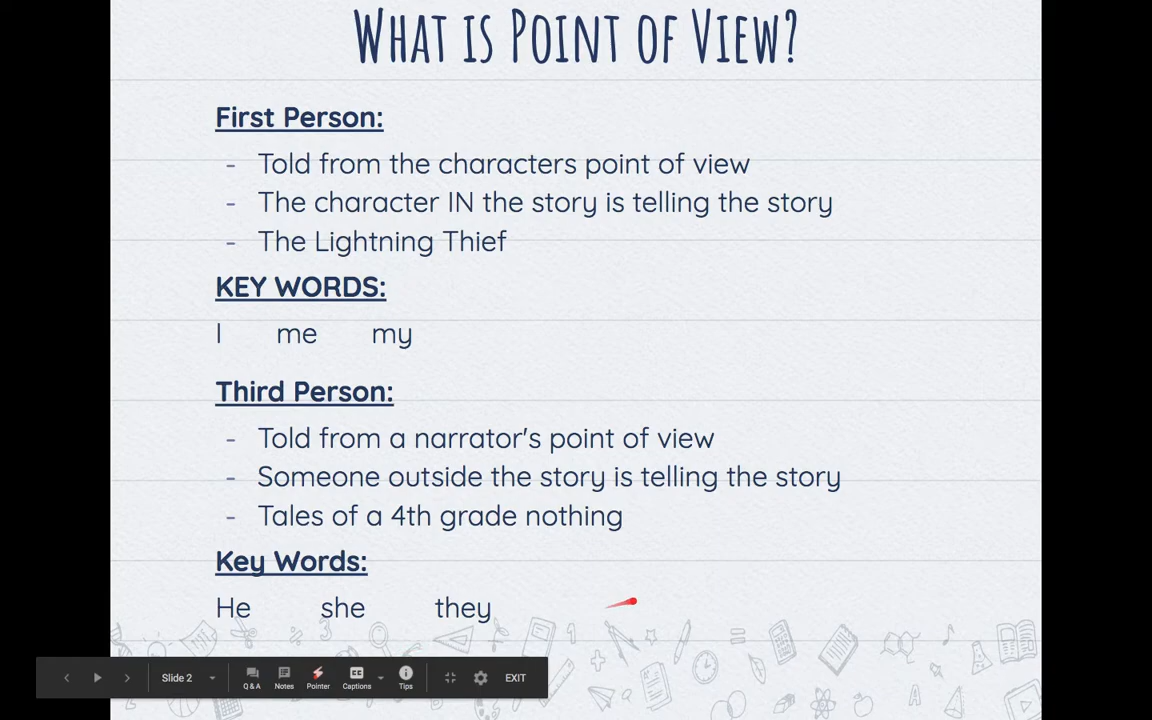 WHAT IS POINT OF VIEW?
First Person:
- Told from the characters point of view
- The character IN the story is telling the story
- The Lightning Thief
KEY WORDS:
I me my
Third Person:
- Told from a narrator's point of view
- Someone outside the story is telling the story
- Tales of a 4th grade nothing
Key Words:
He she they
Slide 2 Q & A Notes Pointer Captions Tips EXIT